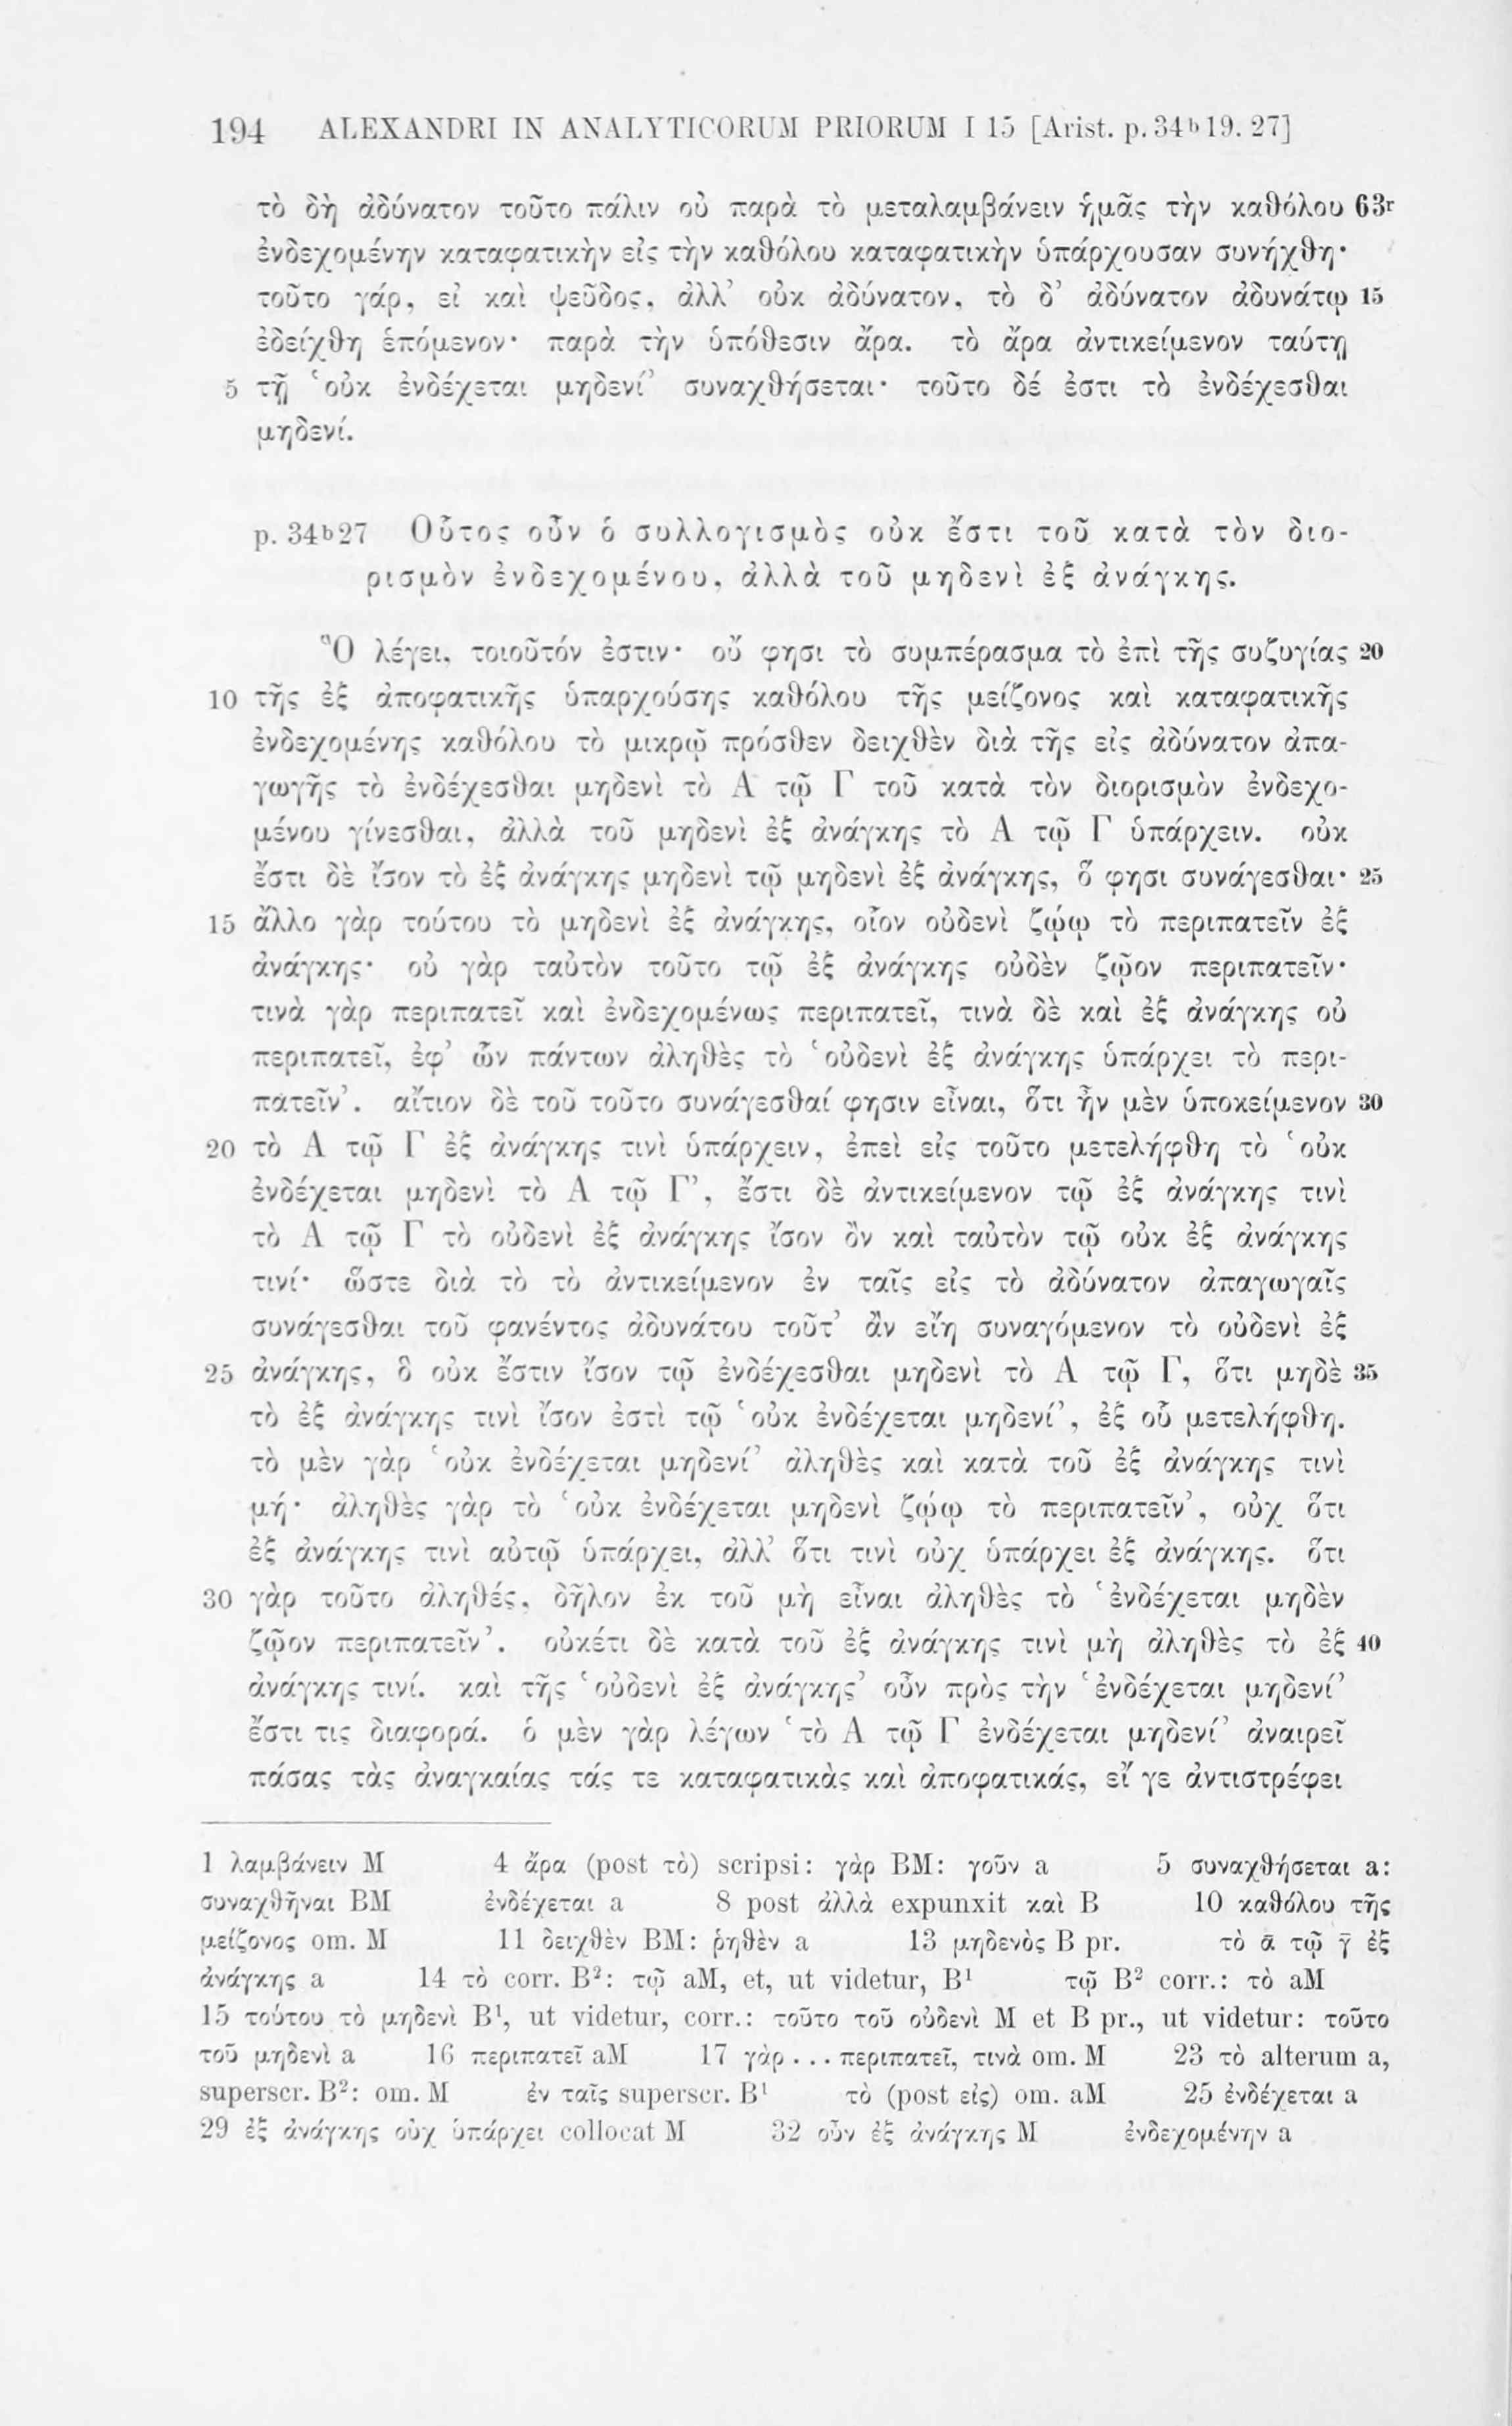 194 ALEXANDRI IN ANALYTICORUM PRIORUM I 15 [Arist. p. 34ᵇ 19. 27]
τὸ δὴ ἀδύνατον τοῦτο πάλιν οὐ παρὰ τὸ μεταλαμβάνειν ἡμᾶς τὴν καθόλου 63ʳ
ἐνδεχομένην καταφατικὴν εἰς τὴν καθόλου καταφατικὴν ὑπάρχουσαν συνήχθη·
τοῦτο γάρ, εἰ καὶ ψεῦδος, ἀλλ’ οὐκ ἀδύνατον, τὸ δ’ ἀδύνατον ἀδυνάτῳ 15
ἐδείχθη ἑπόμενον· παρὰ τὴν ὑπόθεσιν ἄρα. τὸ ἄρα ἀντικείμενον ταύτῃ
5 τῇ ‘οὐκ ἐνδέχεται μηδενί’ συναχθήσεται· τοῦτο δέ ἐστι τὸ ἐνδέχεσθαι
μηδενί.
p. 34ᵇ27 Οὗτος οὖν ὁ συλλογισμὸς οὐκ ἔστι τοῦ κατὰ τὸν διο-
ρισμὸν ἐνδεχομένου, ἀλλὰ τοῦ μηδενὶ ἐξ ἀνάγκης.
Ὃ λέγει, τοιοῦτόν ἐστιν· οὔ φησι τὸ συμπέρασμα τὸ ἐπὶ τῆς συζυγίας 20
10 τῆς ἐξ ἀποφατικῆς ὑπαρχούσης καθόλου τῆς μείζονος καὶ καταφατικῆς
ἐνδεχομένης καθόλου τὸ μικρῷ πρόσθεν δειχθὲν διὰ τῆς εἰς ἀδύνατον ἀπα-
γωγῆς τὸ ἐνδέχεσθαι μηδενὶ τὸ Α τῷ Γ τοῦ κατὰ τὸν διορισμὸν ἐνδεχο-
μένου γίνεσθαι, ἀλλὰ τοῦ μηδενὶ ἐξ ἀνάγκης τὸ Α τῷ Γ ὑπάρχειν. οὐκ
ἔστι δὲ ἴσον τὸ ἐξ ἀνάγκης μηδενὶ τῷ μηδενὶ ἐξ ἀνάγκης, ὅ φησι συνάγεσθαι· 25
15 ἄλλο γὰρ τούτου τὸ μηδενὶ ἐξ ἀνάγκης, οἷον οὐδενὶ ζῴῳ τὸ περιπατεῖν ἐξ
ἀνάγκης· οὐ γὰρ ταὐτὸν τοῦτο τῷ ἐξ ἀνάγκης οὐδὲν ζῷον περιπατεῖν·
τινὰ γὰρ περιπατεῖ καὶ ἐνδεχομένως περιπατεῖ, τινὰ δὲ καὶ ἐξ ἀνάγκης οὐ
περιπατεῖ, ἐφ’ ὧν πάντων ἀληθὲς τὸ ‘οὐδενὶ ἐξ ἀνάγκης ὑπάρχει τὸ περι-
πατεῖν’. αἴτιον δὲ τοῦ τοῦτο συνάγεσθαί φησιν εἶναι, ὅτι ἦν μὲν ὑποκείμενον 30
20 τὸ Α τῷ Γ ἐξ ἀνάγκης τινὶ ὑπάρχειν, ἐπεὶ εἰς τοῦτο μετελήφθη τὸ ‘οὐκ
ἐνδέχεται μηδενὶ τὸ Α τῷ Γ’, ἔστι δὲ ἀντικείμενον τῷ ἐξ ἀνάγκης τινὶ
τὸ Α τῷ Γ τὸ οὐδενὶ ἐξ ἀνάγκης ἴσον ὂν καὶ ταὐτὸν τῷ οὐκ ἐξ ἀνάγκης
τινί· ὥστε διὰ τὸ τὸ ἀντικείμενον ἐν ταῖς εἰς τὸ ἀδύνατον ἀπαγωγαῖς
συνάγεσθαι τοῦ φανέντος ἀδυνάτου τοῦτ’ ἂν εἴη συναγόμενον τὸ οὐδενὶ ἐξ
25 ἀνάγκης, ὃ οὐκ ἔστιν ἴσον τῷ ἐνδέχεσθαι μηδενὶ τὸ Α τῷ Γ, ὅτι μηδὲ 35
τὸ ἐξ ἀνάγκης τινὶ ἴσον ἐστὶ τῷ ‘οὐκ ἐνδέχεται μηδενί’, ἐξ οὗ μετελήφθη.
τὸ μὲν γὰρ ‘οὐκ ἐνδέχεται μηδενί’ ἀληθὲς καὶ κατὰ τοῦ ἐξ ἀνάγκης τινὶ
μή· ἀληθὲς γὰρ τὸ ‘οὐκ ἐνδέχεται μηδενὶ ζῴῳ τὸ περιπατεῖν’, οὐχ ὅτι
ἐξ ἀνάγκης τινὶ αὐτῷ ὑπάρχει, ἀλλ’ ὅτι τινὶ οὐχ ὑπάρχει ἐξ ἀνάγκης. ὅτι
30 γὰρ τοῦτο ἀληθές, δῆλον ἐκ τοῦ μὴ εἶναι ἀληθὲς τὸ ‘ἐνδέχεται μηδὲν
ζῷον περιπατεῖν’. οὐκέτι δὲ κατὰ τοῦ ἐξ ἀνάγκης τινὶ μὴ ἀληθὲς τὸ ἐξ 40
ἀνάγκης τινί. καὶ τῆς ‘οὐδενὶ ἐξ ἀνάγκης’ οὖν πρὸς τὴν ‘ἐνδέχεται μηδενί’
ἔστι τις διαφορά. ὁ μὲν γὰρ λέγων ‘τὸ Α τῷ Γ ἐνδέχεται μηδενί’ ἀναιρεῖ
πάσας τὰς ἀναγκαίας τάς τε καταφατικὰς καὶ ἀποφατικάς, εἴ γε ἀντιστρέφει
1 λαμβάνειν M 4 ἄρα (post τὸ) scripsi: γὰρ BM: γοῦν a 5 συναχθήσεται a:
συναχθῆναι BM ἐνδέχεται a 8 post ἀλλὰ expunxit καὶ B 10 καθόλου τῆς
μείζονος om. M 11 δειχθὲν BM: ῥηθὲν a 13 μηδενὸς B pr. τὸ ᾱ τῷ γ̄ ἐξ
ἀνάγκης a 14 τὸ corr. B²: τῷ aM, et, ut videtur, B¹ τῷ B² corr.: τὸ aM
15 τούτου τὸ μηδενὶ B¹, ut videtur, corr.: τοῦτο τοῦ οὐδενὶ M et B pr., ut videtur: τοῦτο
τοῦ μηδενὶ a 16 περιπατεῖ aM 17 γὰρ . . . περιπατεῖ, τινὰ om. M 23 τὸ alterum a,
superscr. B²: om. M ἐν ταῖς superscr. B¹ τὸ (post εἰς) om. aM 25 ἐνδέχεται a
29 ἐξ ἀνάγκης οὐχ ὑπάρχει collocat M 32 οὖν ἐξ ἀνάγκης M ἐνδεχομένην a